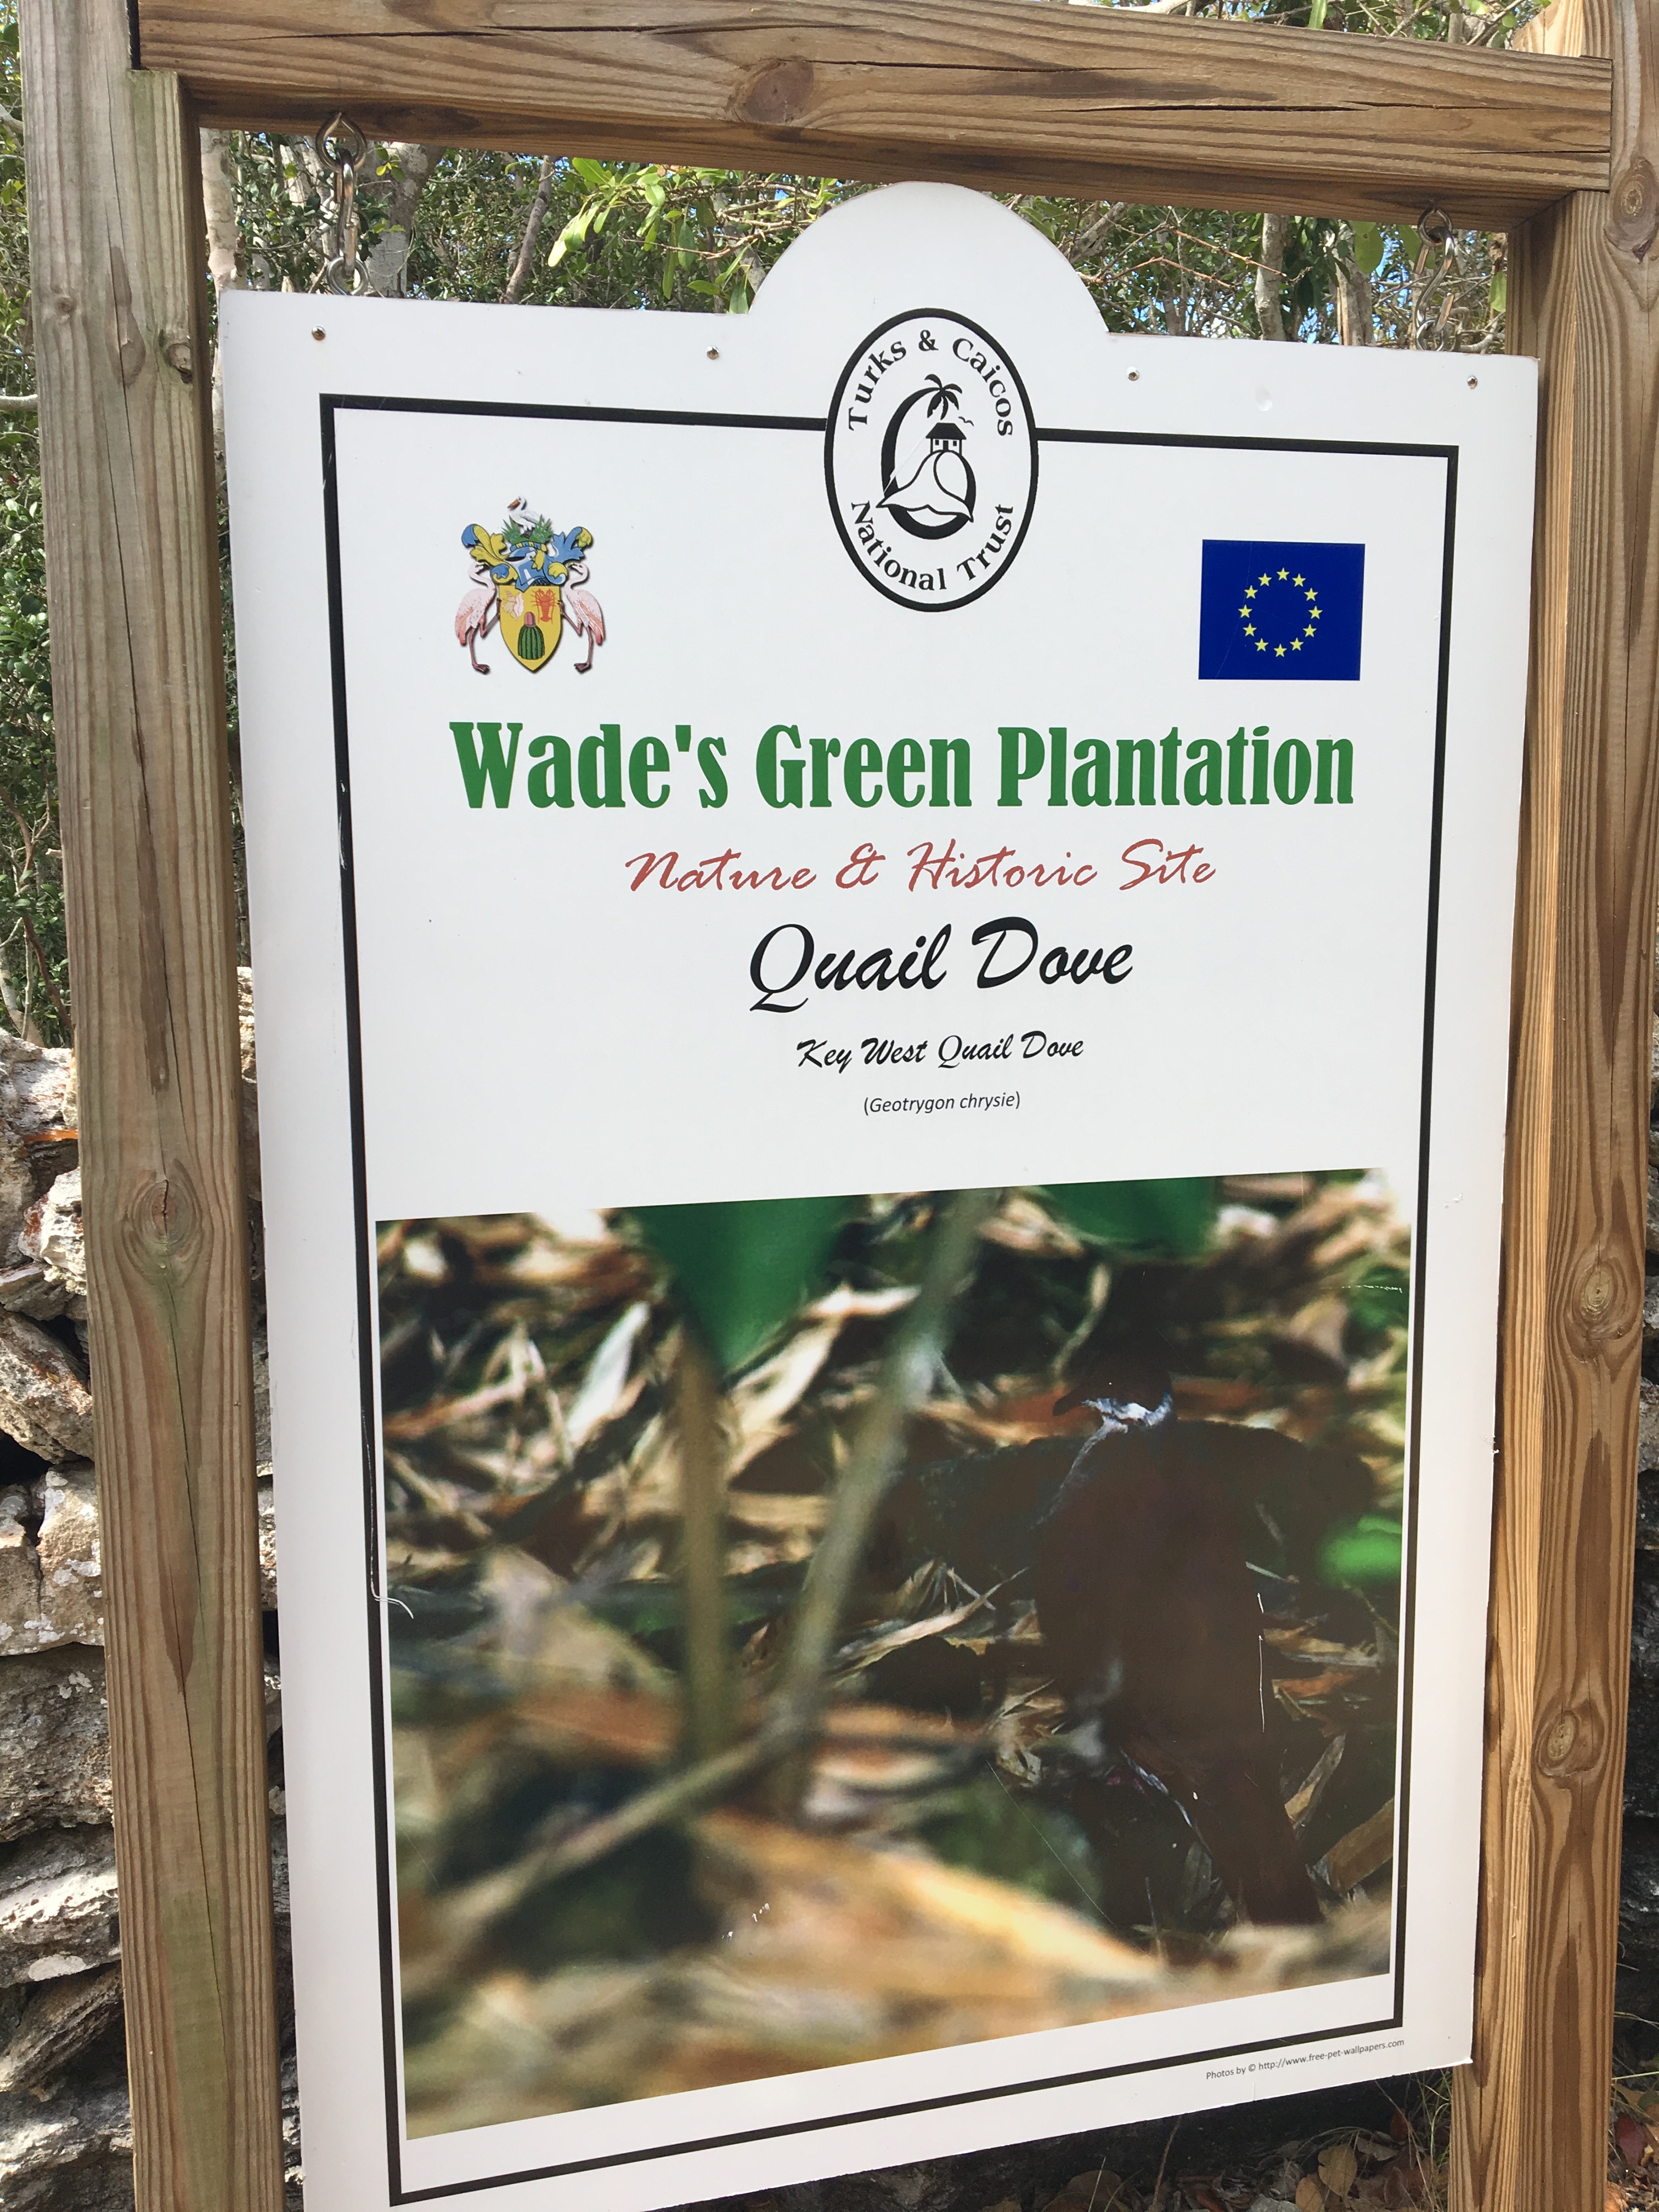 Turks & Caicos
National Trust
Wade's Green Plantation
Nature & Historic Site
Quail Dove
Key West Quail Dove
(Geotrygon chrysie)
Photos by © http://www.free-pet-wallpapers.com